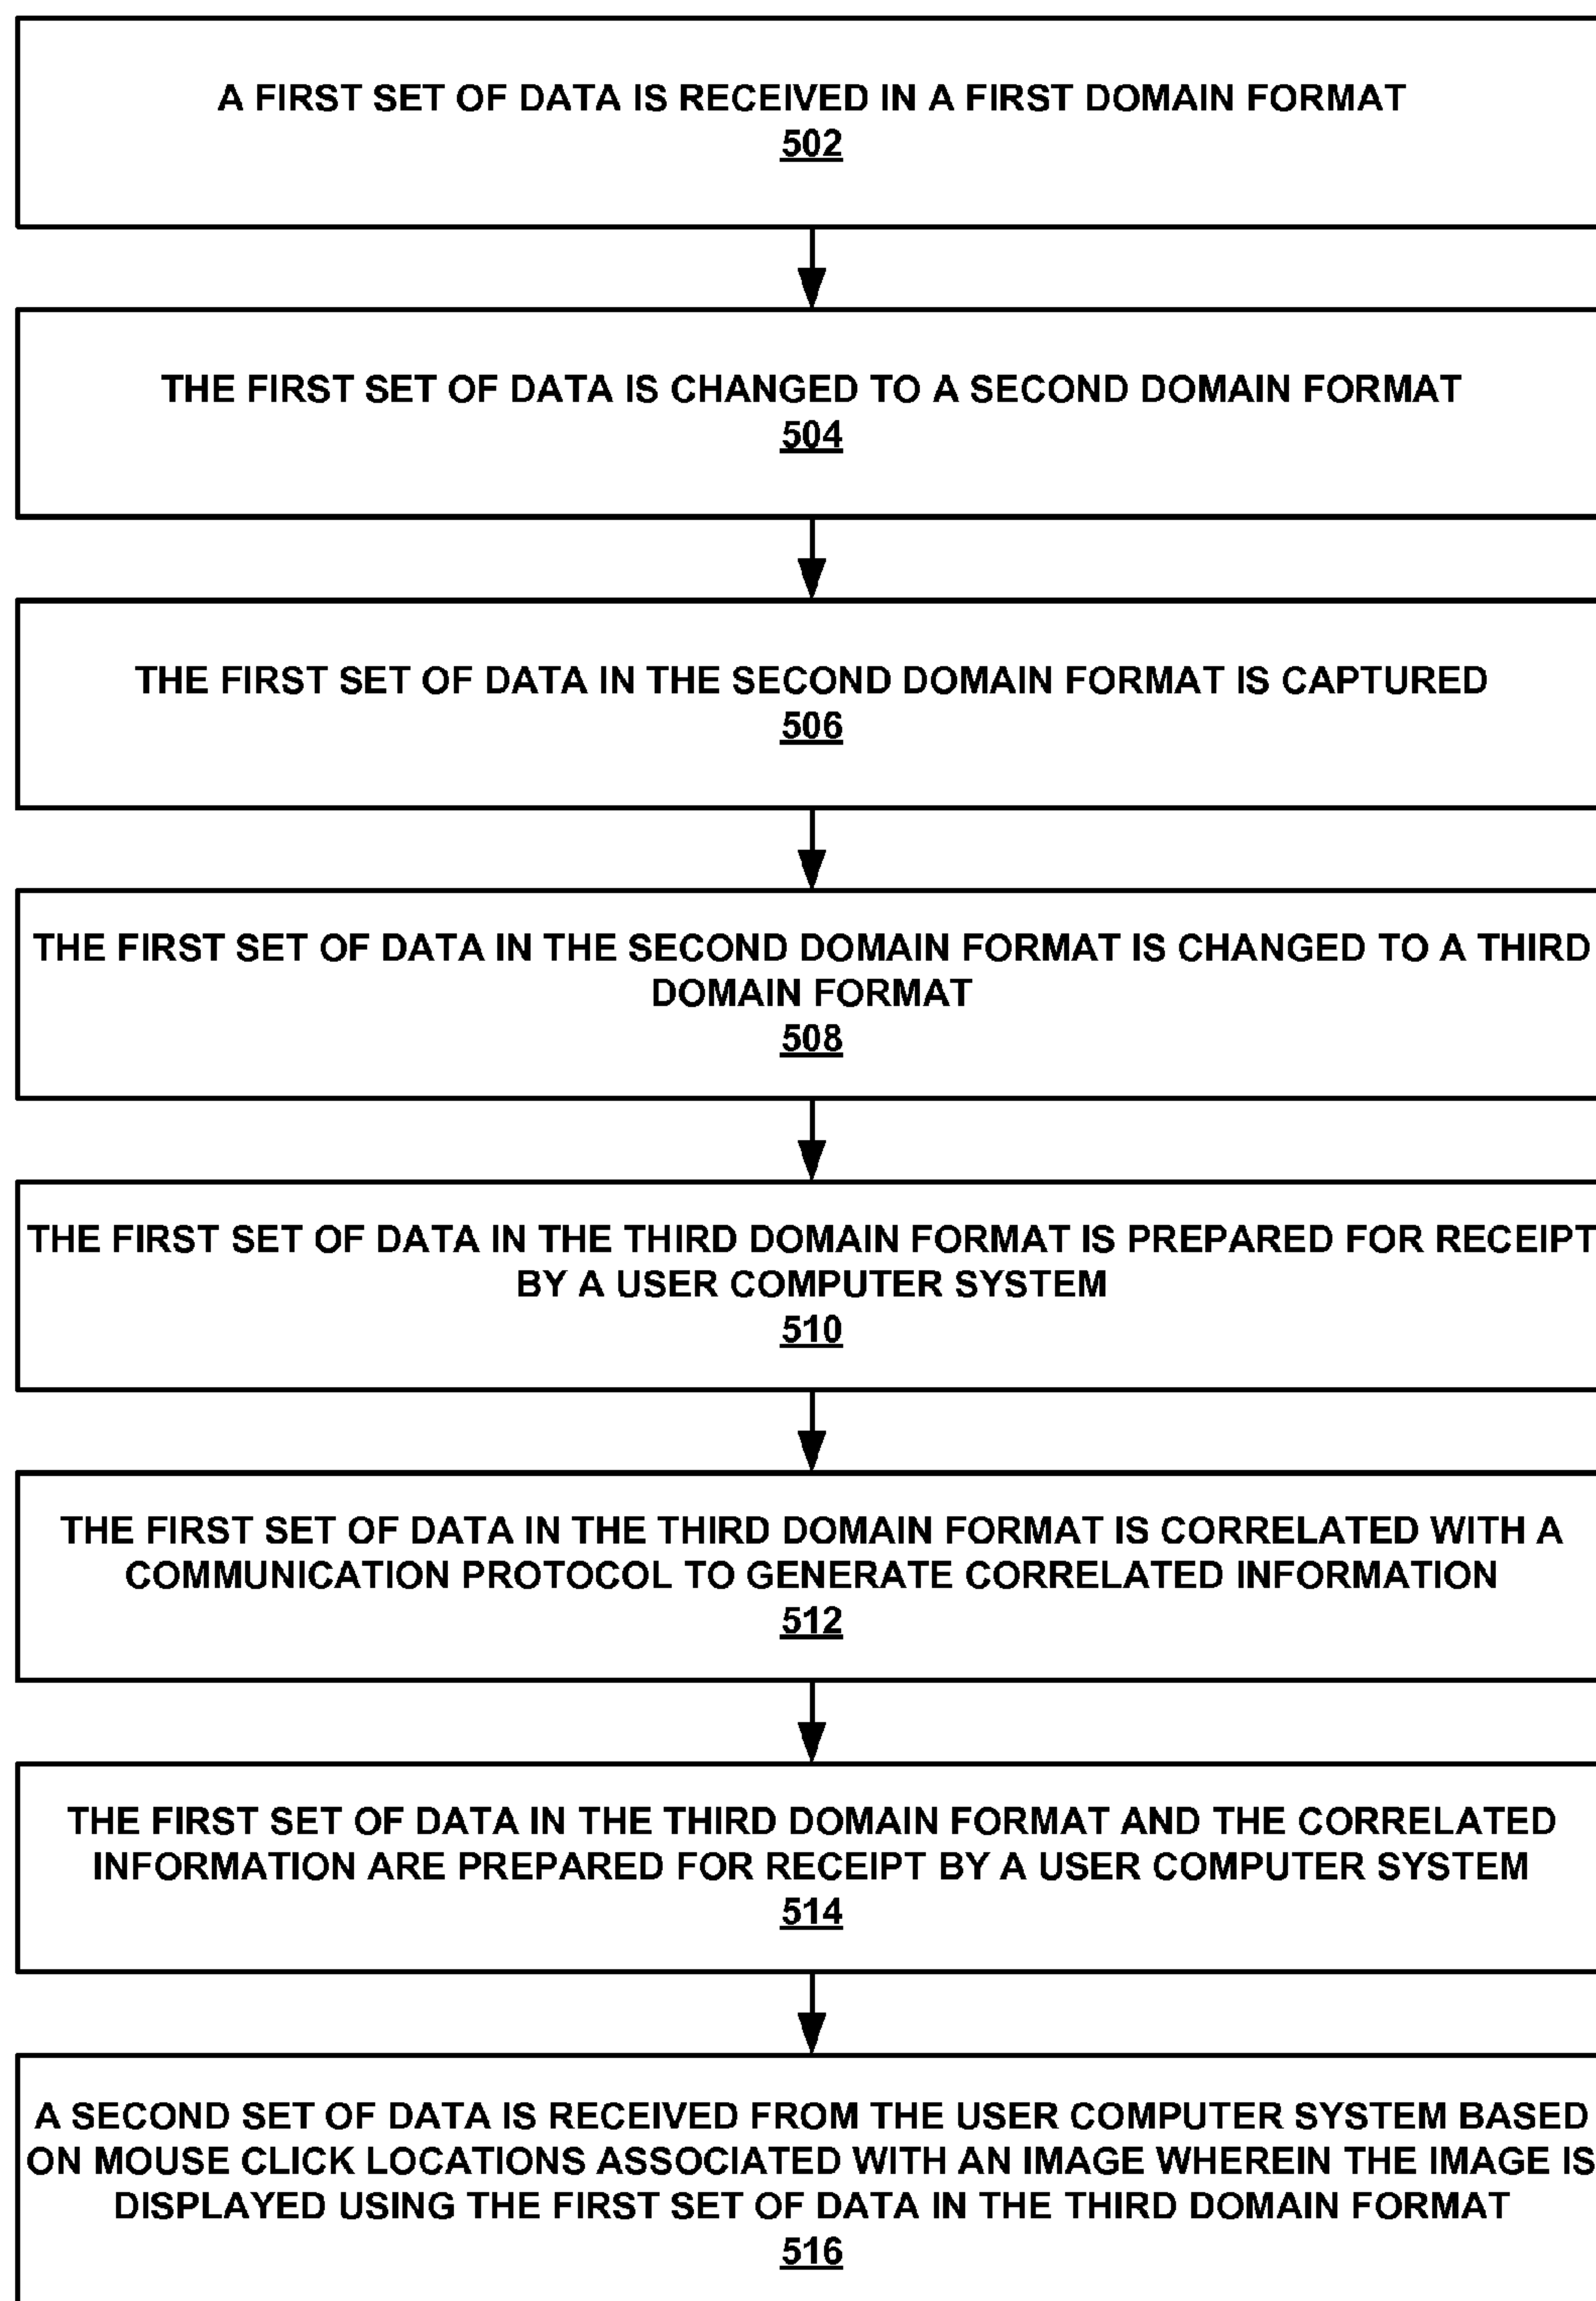 A FIRST SET OF DATA IS RECEIVED IN A FIRST DOMAIN FORMAT
502
THE FIRST SET OF DATA IS CHANGED TO A SECOND DOMAIN FORMAT
504
THE FIRST SET OF DATA IN THE SECOND DOMAIN FORMAT IS CAPTURED
506
THE FIRST SET OF DATA IN THE SECOND DOMAIN FORMAT IS CHANGED TO A THIRD
DOMAIN FORMAT
508
THE FIRST SET OF DATA IN THE THIRD DOMAIN FORMAT IS PREPARED FOR RECEIPT
BY A USER COMPUTER SYSTEM
510
THE FIRST SET OF DATA IN THE THIRD DOMAIN FORMAT IS CORRELATED WITH A
COMMUNICATION PROTOCOL TO GENERATE CORRELATED INFORMATION
512
THE FIRST SET OF DATA IN THE THIRD DOMAIN FORMAT AND THE CORRELATED
INFORMATION ARE PREPARED FOR RECEIPT BY A USER COMPUTER SYSTEM
514
A SECOND SET OF DATA IS RECEIVED FROM THE USER COMPUTER SYSTEM BASED
ON MOUSE CLICK LOCATIONS ASSOCIATED WITH AN IMAGE WHEREIN THE IMAGE IS
DISPLAYED USING THE FIRST SET OF DATA IN THE THIRD DOMAIN FORMAT
516